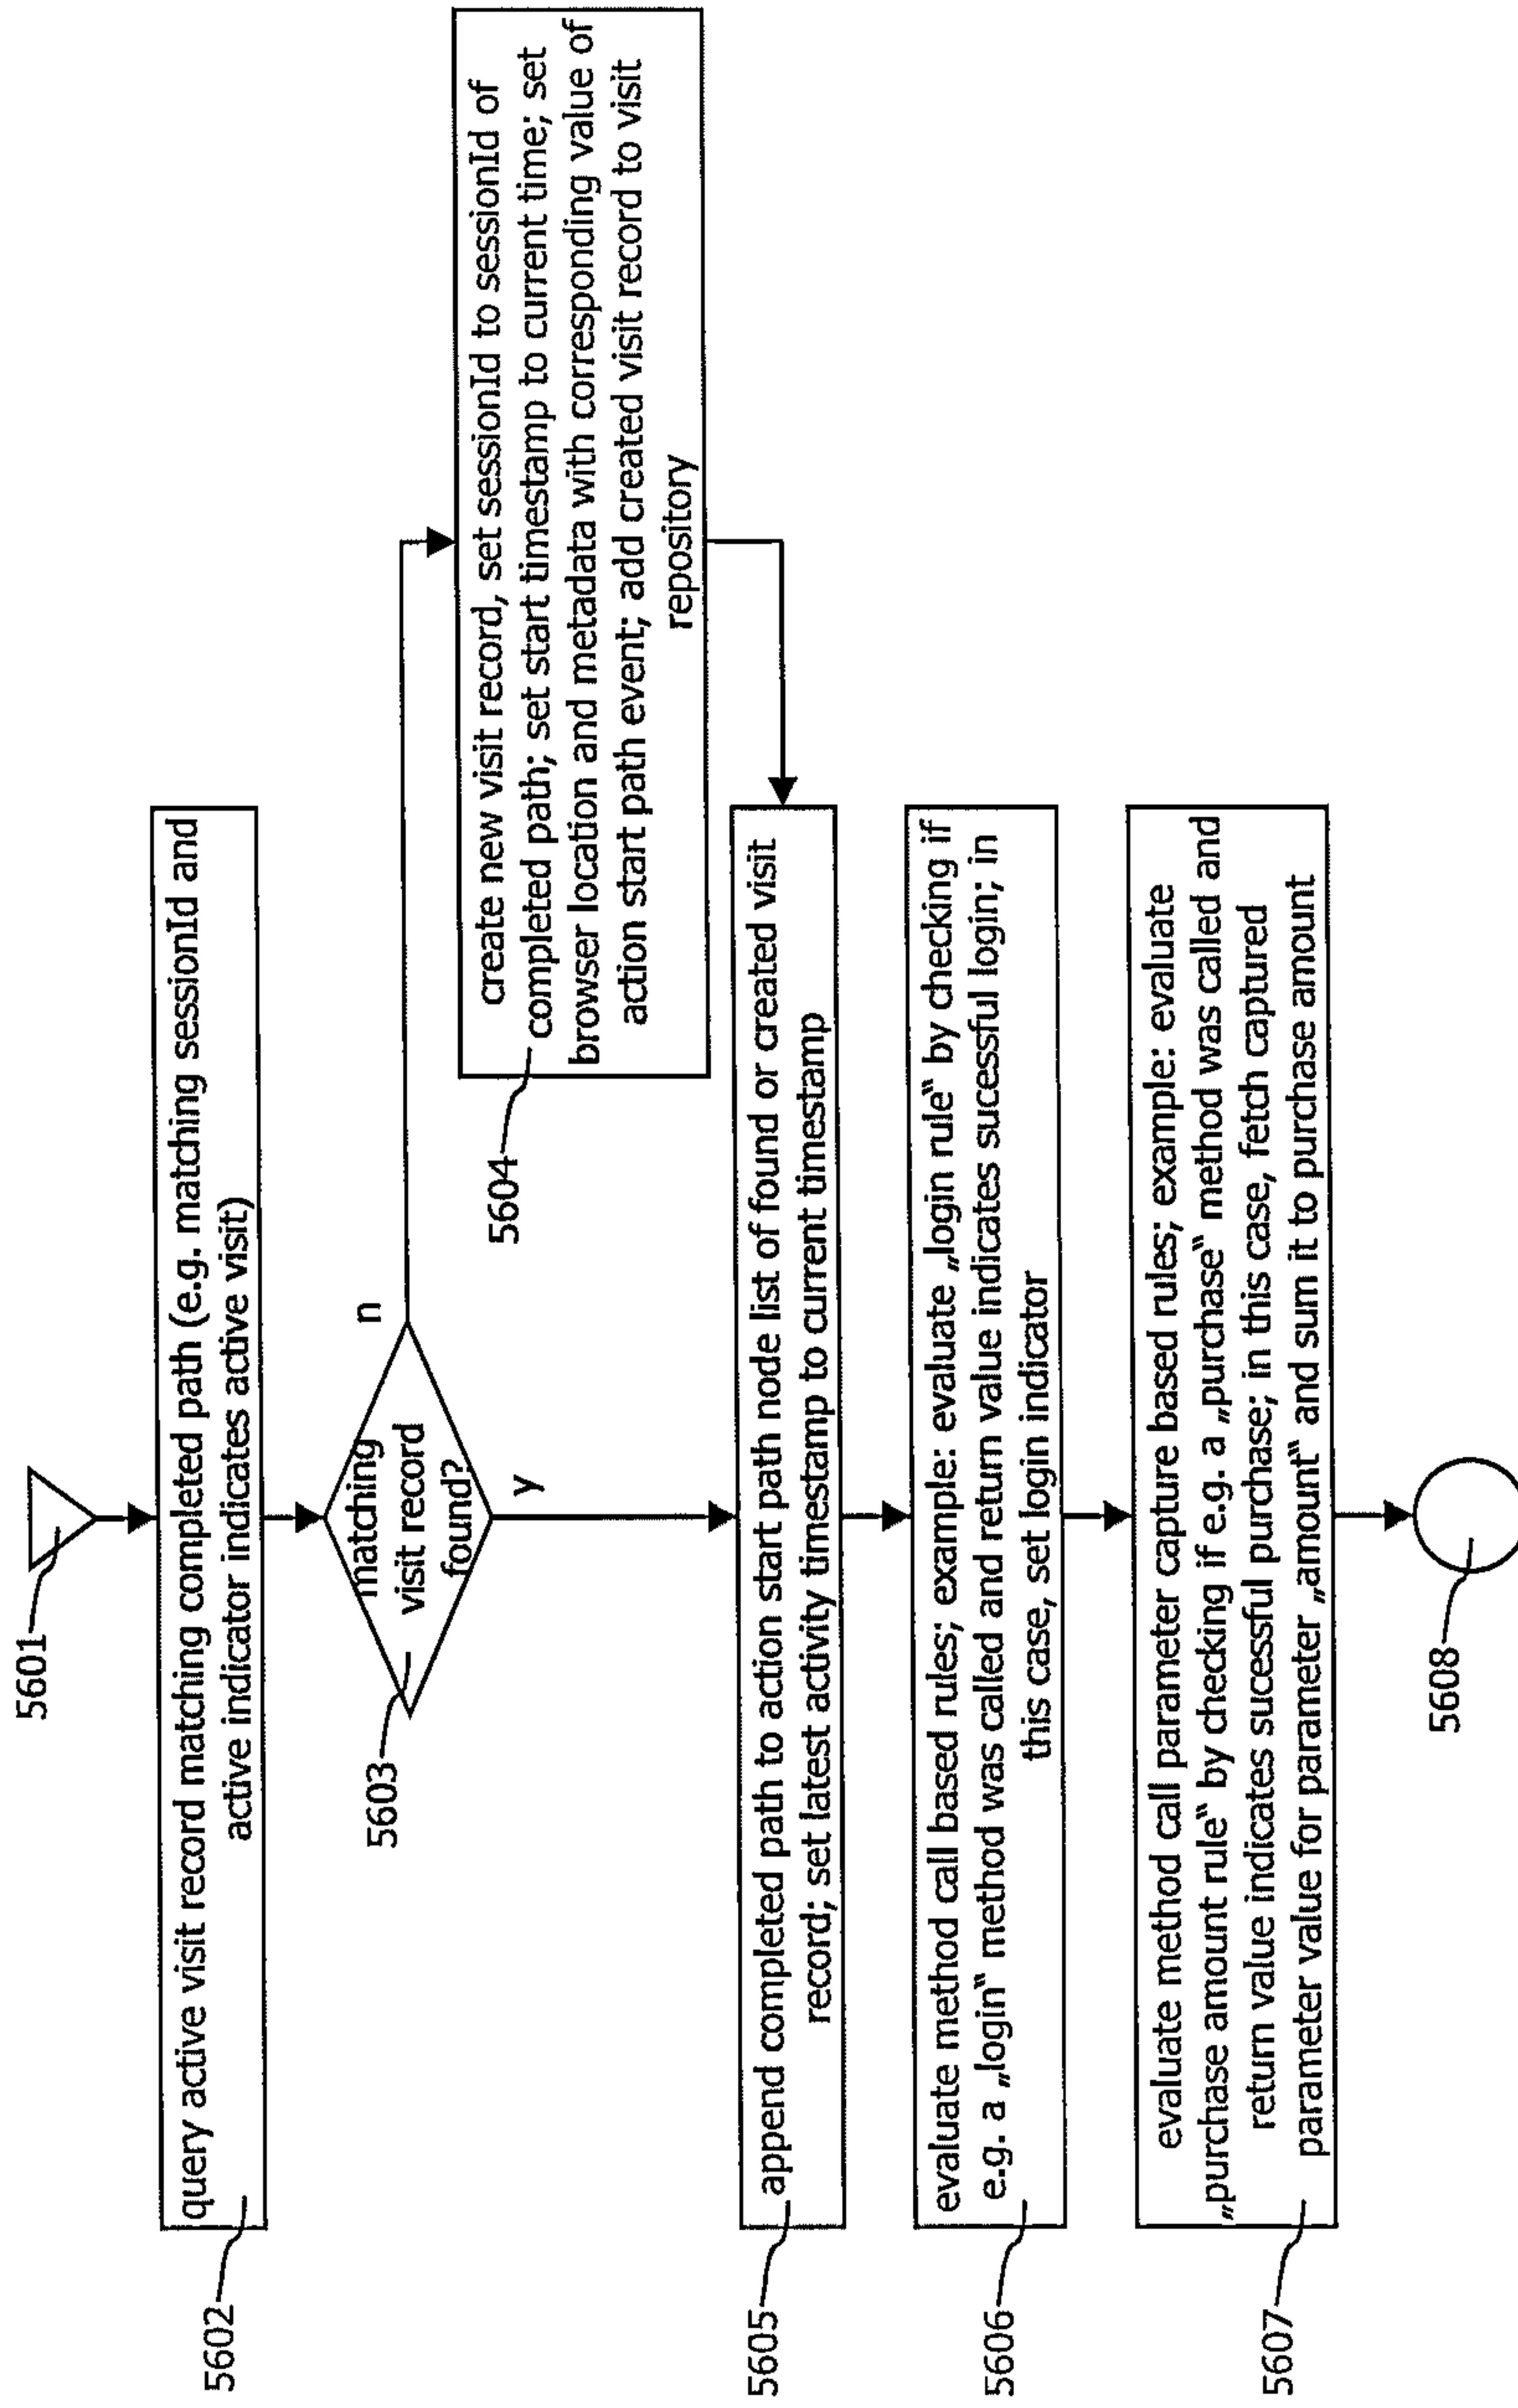 5601
5602
query active visit record matching completed path (e.g. matching sessionId and
active indicator indicates active visit)
5603
matching
visit record
found?
n
y
5604
create new visit record, set sessionId to sessionId of
completed path; set start timestamp to current time; set
browser location and metadata with corresponding value of
action start path event; add created visit record to visit
repository
5605
append completed path to action start path node list of found or created visit
record; set latest activity timestamp to current timestamp
5606
evaluate method call based rules; example: evaluate „login rule“ by checking if
e.g. a „login“ method was called and return value indicates sucessful login; in
this case, set login indicator
5607
evaluate method call parameter capture based rules; example: evaluate
„purchase amount rule“ by checking if e.g. a „purchase“ method was called and
return value indicates sucessful purchase; in this case, fetch captured
parameter value for parameter „amount“ and sum it to purchase amount
5608